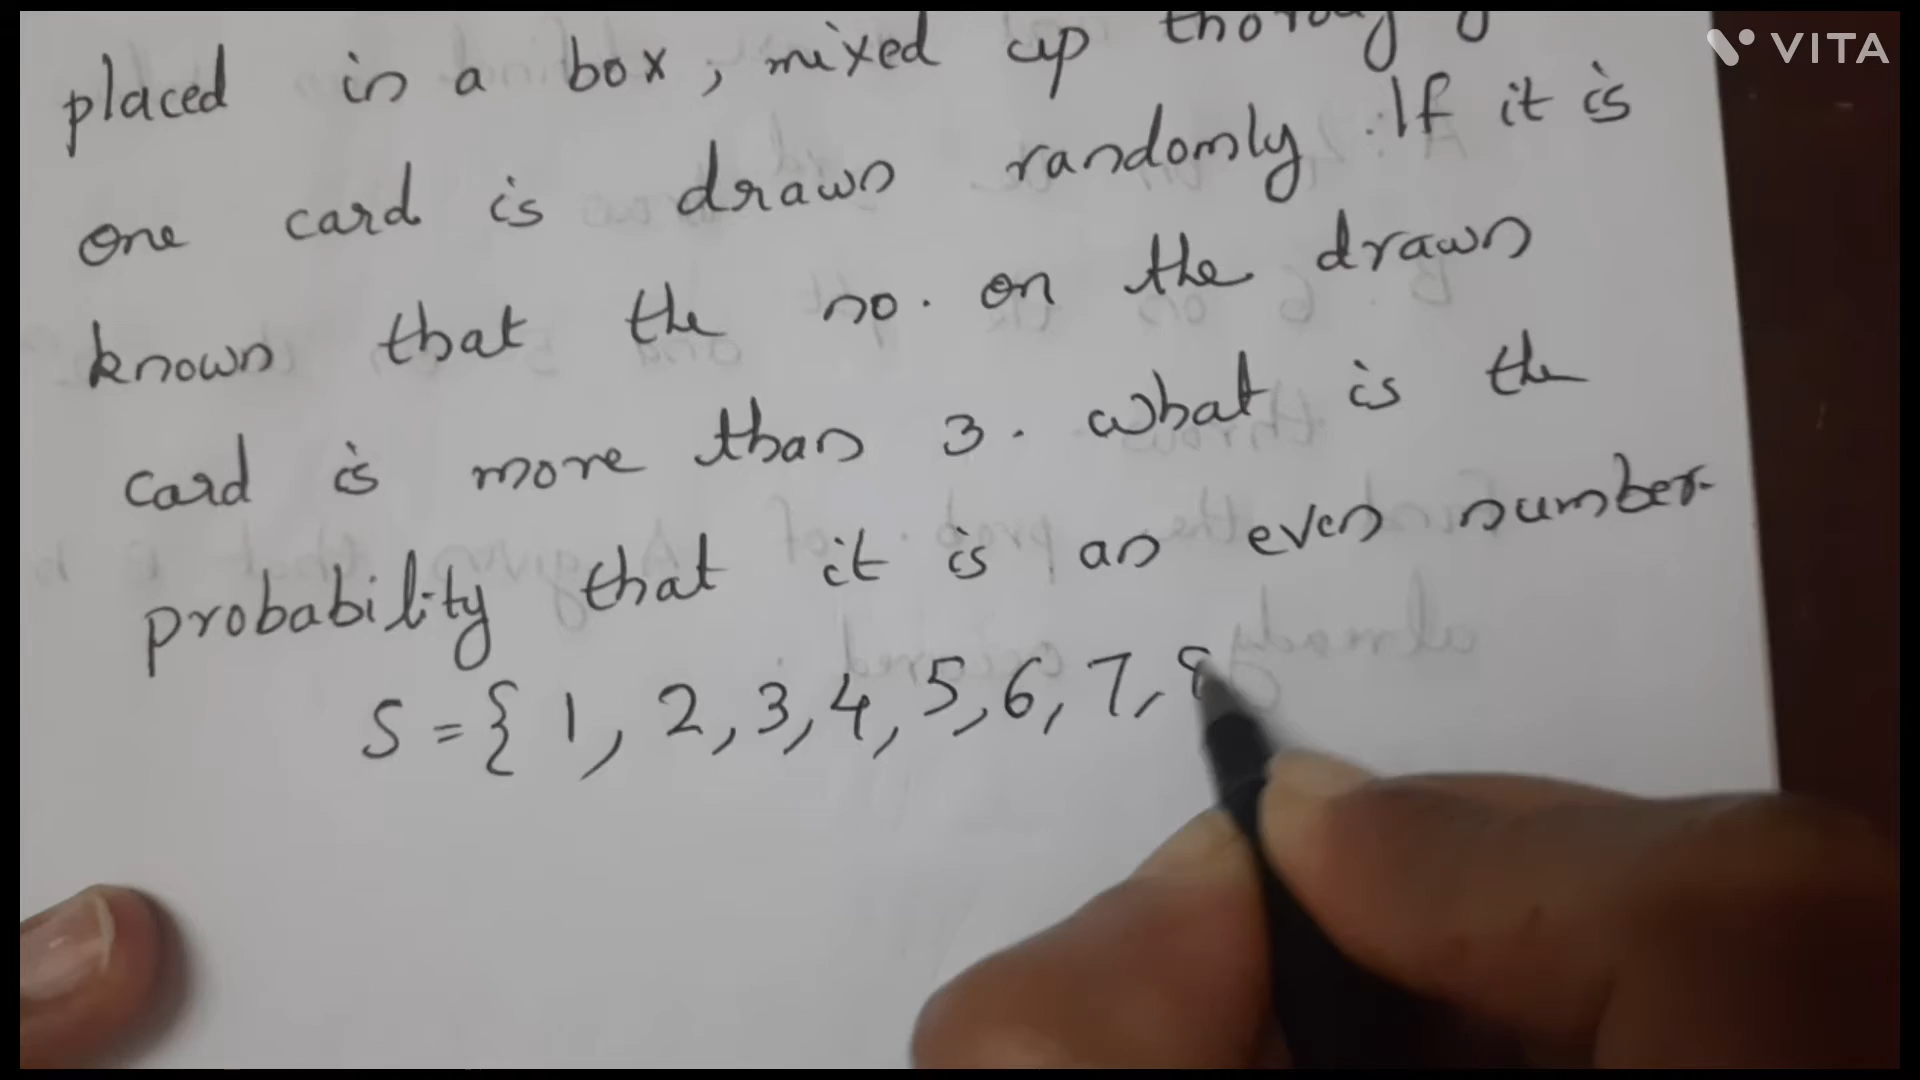 placed in a box, mixed up
VITA
one card is drawn randomly. If it is
known that the no. on the drawn
card is more than 3. what is the
probability that it is an even number.
S = { 1, 2, 3, 4, 5, 6, 7, 8